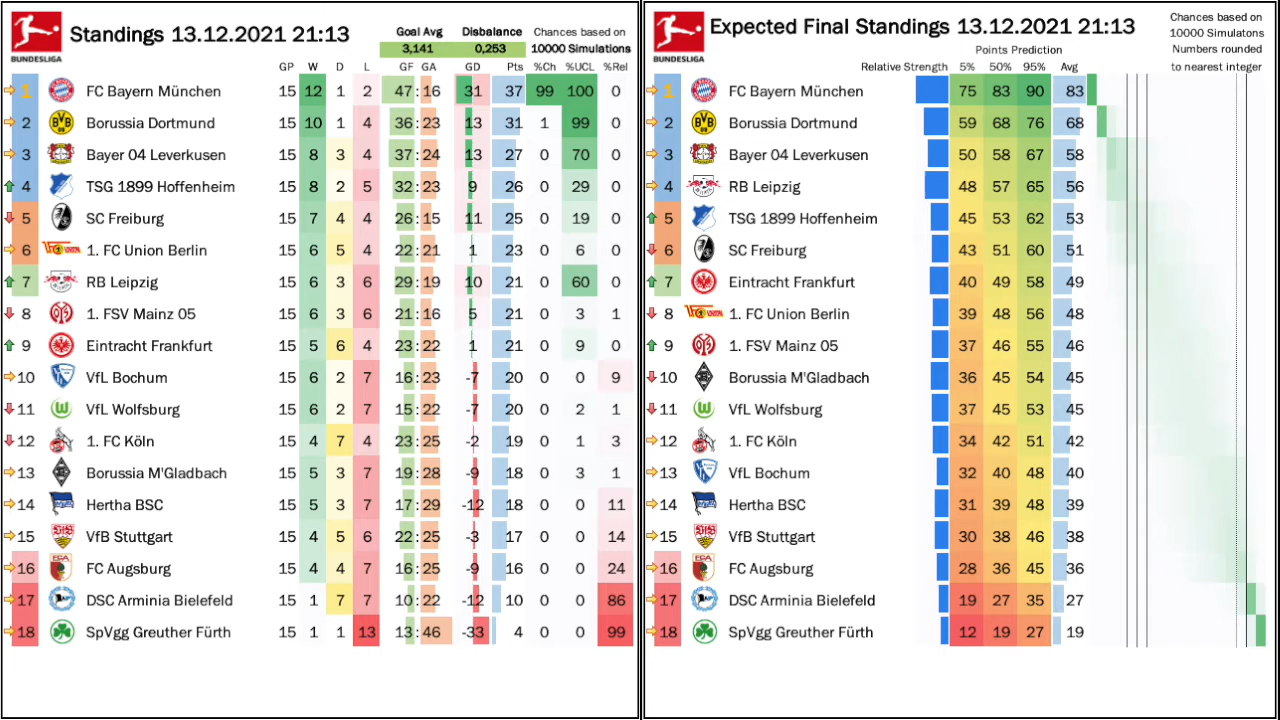 Standings 13.12.2021 21:13
Goal Avg Disbalance Chances based on
3,141 0,253 10000 Simulations
BUNDESLIGA
GP W D L GF GA GD Pts %Ch %UCL %Rel
1 FC Bayern München 15 12 1 2 47:16 31 37 99 100 0
2 Borussia Dortmund 15 10 1 4 36:23 13 31 1 99 0
3 Bayer 04 Leverkusen 15 8 3 4 37:24 13 27 0 70 0
4 TSG 1899 Hoffenheim 15 8 2 5 32:23 9 26 0 29 0
5 SC Freiburg 15 7 4 4 26:15 11 25 0 19 0
6 1. FC Union Berlin 15 6 5 4 22:21 1 23 0 6 0
7 RB Leipzig 15 6 3 6 29:19 10 21 0 60 0
8 1. FSV Mainz 05 15 6 3 6 21:16 5 21 0 3 1
9 Eintracht Frankfurt 15 5 6 4 23:22 1 21 0 9 0
10 VfL Bochum 15 6 2 7 16:23 -7 20 0 0 9
11 VfL Wolfsburg 15 6 2 7 15:22 -7 20 0 2 1
12 1. FC Köln 15 4 7 4 23:25 -2 19 0 1 3
13 Borussia M'Gladbach 15 5 3 7 19:28 -9 18 0 3 1
14 Hertha BSC 15 5 3 7 17:29 -12 18 0 0 11
15 VfB Stuttgart 15 4 5 6 22:25 -3 17 0 0 14
16 FC Augsburg 15 4 4 7 16:25 -9 16 0 0 24
17 DSC Arminia Bielefeld 15 1 7 7 10:22 -12 10 0 0 86
18 SpVgg Greuther Fürth 15 1 1 13 13:46 -33 4 0 0 99
Expected Final Standings 13.12.2021 21:13
Chances based on
10000 Simulatons
Numbers rounded
to nearest integer
BUNDESLIGA
Points Prediction
Relative Strength 5% 50% 95% Avg
1 FC Bayern München 75 83 90 83
2 Borussia Dortmund 59 68 76 68
3 Bayer 04 Leverkusen 50 58 67 58
4 RB Leipzig 48 57 65 56
5 TSG 1899 Hoffenheim 45 53 62 53
6 SC Freiburg 43 51 60 51
7 Eintracht Frankfurt 40 49 58 49
8 1. FC Union Berlin 39 48 56 48
9 1. FSV Mainz 05 37 46 55 46
10 Borussia M'Gladbach 36 45 54 45
11 VfL Wolfsburg 37 45 53 45
12 1. FC Köln 34 42 51 42
13 VfL Bochum 32 40 48 40
14 Hertha BSC 31 39 48 39
15 VfB Stuttgart 30 38 46 38
16 FC Augsburg 28 36 45 36
17 DSC Arminia Bielefeld 19 27 35 27
18 SpVgg Greuther Fürth 12 19 27 19